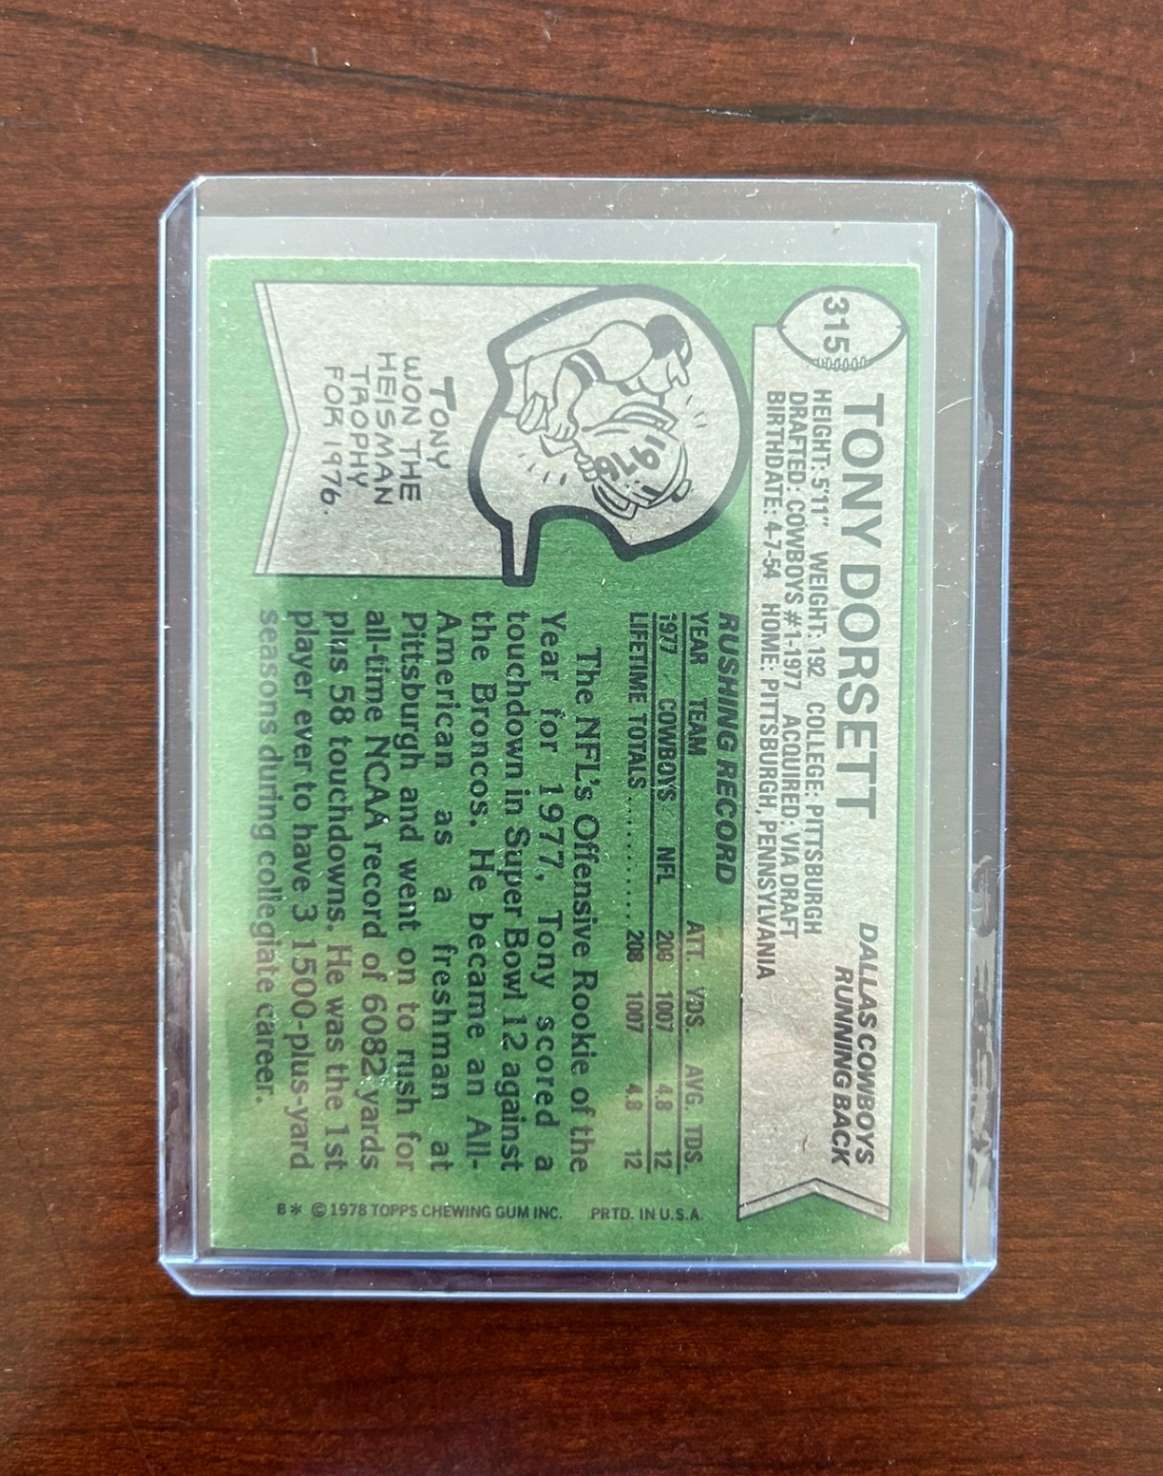 315
TONY DORSETT
DALLAS COWBOYS
RUNNING BACK
HEIGHT: 5'11" WEIGHT: 192 COLLEGE: PITTSBURGH
DRAFTED: COWBOYS #1-1977 ACQUIRED: VIA DRAFT
BIRTHDATE: 4-7-54 HOME: PITTSBURGH, PENNSYLVANIA
1976
TONY
WON THE
HEISMAN
TROPHY
FOR 1976.
RUSHING RECORD
YEAR TEAM ATT. YDS. AVG. TDS.
1977 COWBOYS NFL 208 1007 4.8 12
LIFETIME TOTALS.......... 208 1007 4.8 12
The NFL's Offensive Rookie of the
Year for 1977, Tony scored a
touchdown in Super Bowl 12 against
the Broncos. He became an All-
American as a freshman at
Pittsburgh and went on to rush for
all-time NCAA record of 6082 yards
plus 58 touchdowns. He was the 1st
player ever to have 3 1500-plus-yard
seasons during collegiate career.
B* © 1978 TOPPS CHEWING GUM INC. PRTD. IN U.S.A.